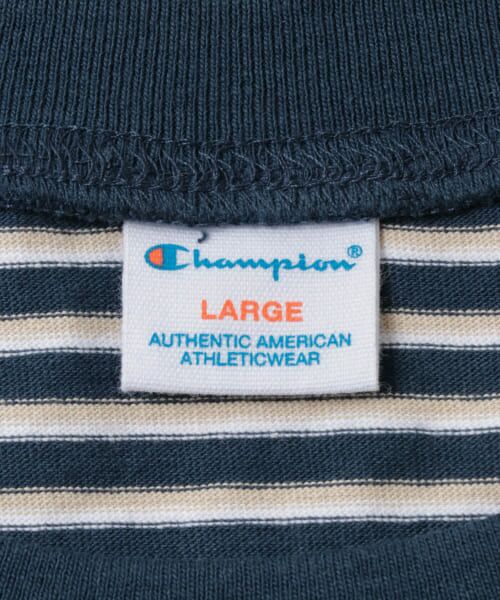 Champion®
LARGE
AUTHENTIC AMERICAN
ATHLETICWEAR